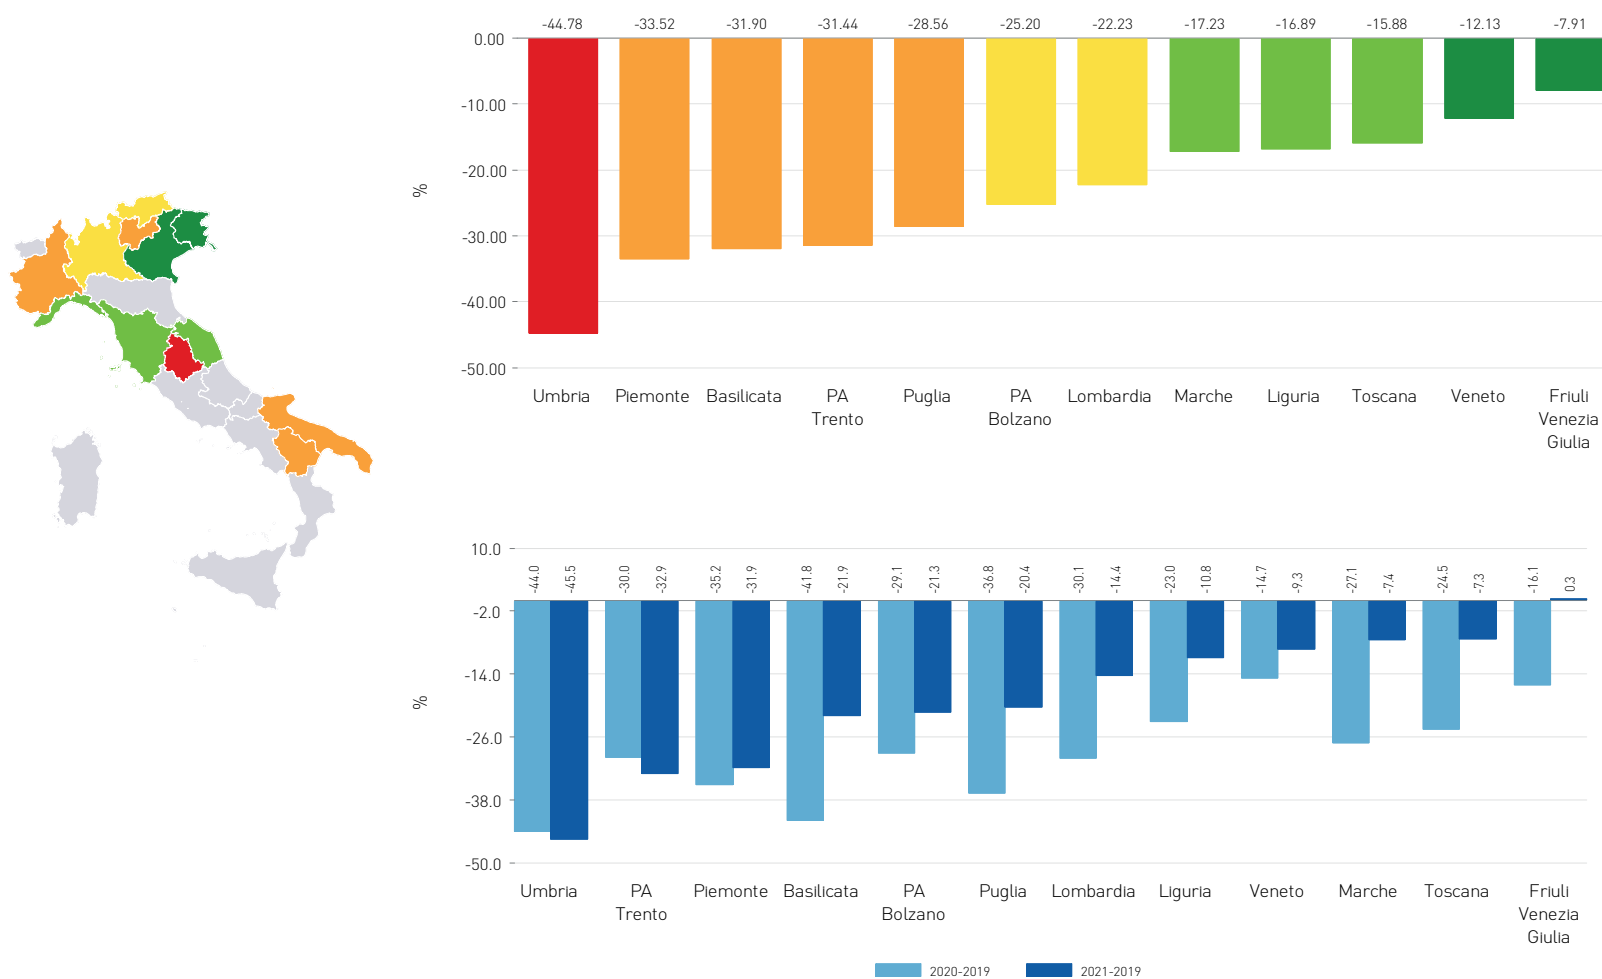 -44.78 -33.52 -31.90 -31.44 -28.56 -25.20 -22.23 -17.23 -16.89 -15.88 -12.13 -7.91
0.00
-10.00
-20.00
-30.00
-40.00
-50.00
%
Umbria Piemonte Basilicata PA Puglia PA Lombardia Marche Liguria Toscana Veneto Friuli
Trento Bolzano Venezia
Giulia
10.0
-2.0
-14.0
-26.0
-38.0
-50.0
%
-44.0 -45.5 -30.0 -32.9 -35.2 -31.9 -41.8 -21.9 -29.1 -21.3 -36.8 -20.4 -30.1 -14.4 -23.0 -10.8 -14.7 -9.3 -27.1 -7.4 -24.5 -7.3 -16.1 0.3
Umbria PA Piemonte Basilicata PA Puglia Lombardia Liguria Veneto Marche Toscana Friuli
Trento Bolzano Venezia
Giulia
2020-2019 2021-2019